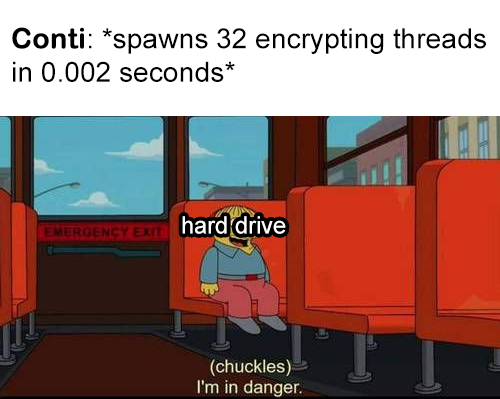 Conti: *spawns 32 encrypting threads
in 0.002 seconds*
EMERGENCY EXIT
hard drive
(chuckles)
I'm in danger.